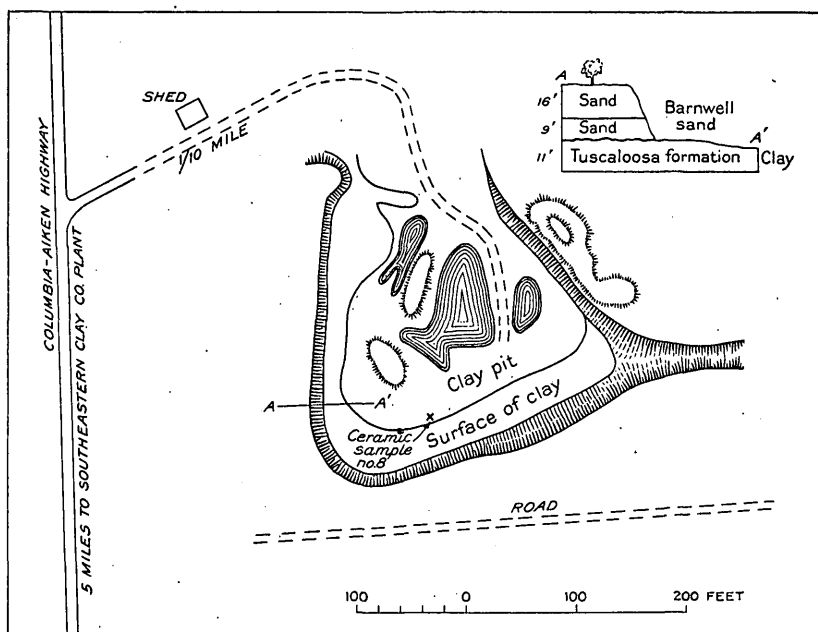 SHED
1/10 MILE
COLUMBIA-AIKEN HIGHWAY
5 MILES TO SOUTHEASTERN CLAY CO. PLANT
A
16' Sand
Barnwell
sand
9' Sand
A'
11' Tuscaloosa formation Clay
Clay pit
Surface of clay
A A'
x
Ceramic
sample
no.8
ROAD
100 0 100 200 FEET